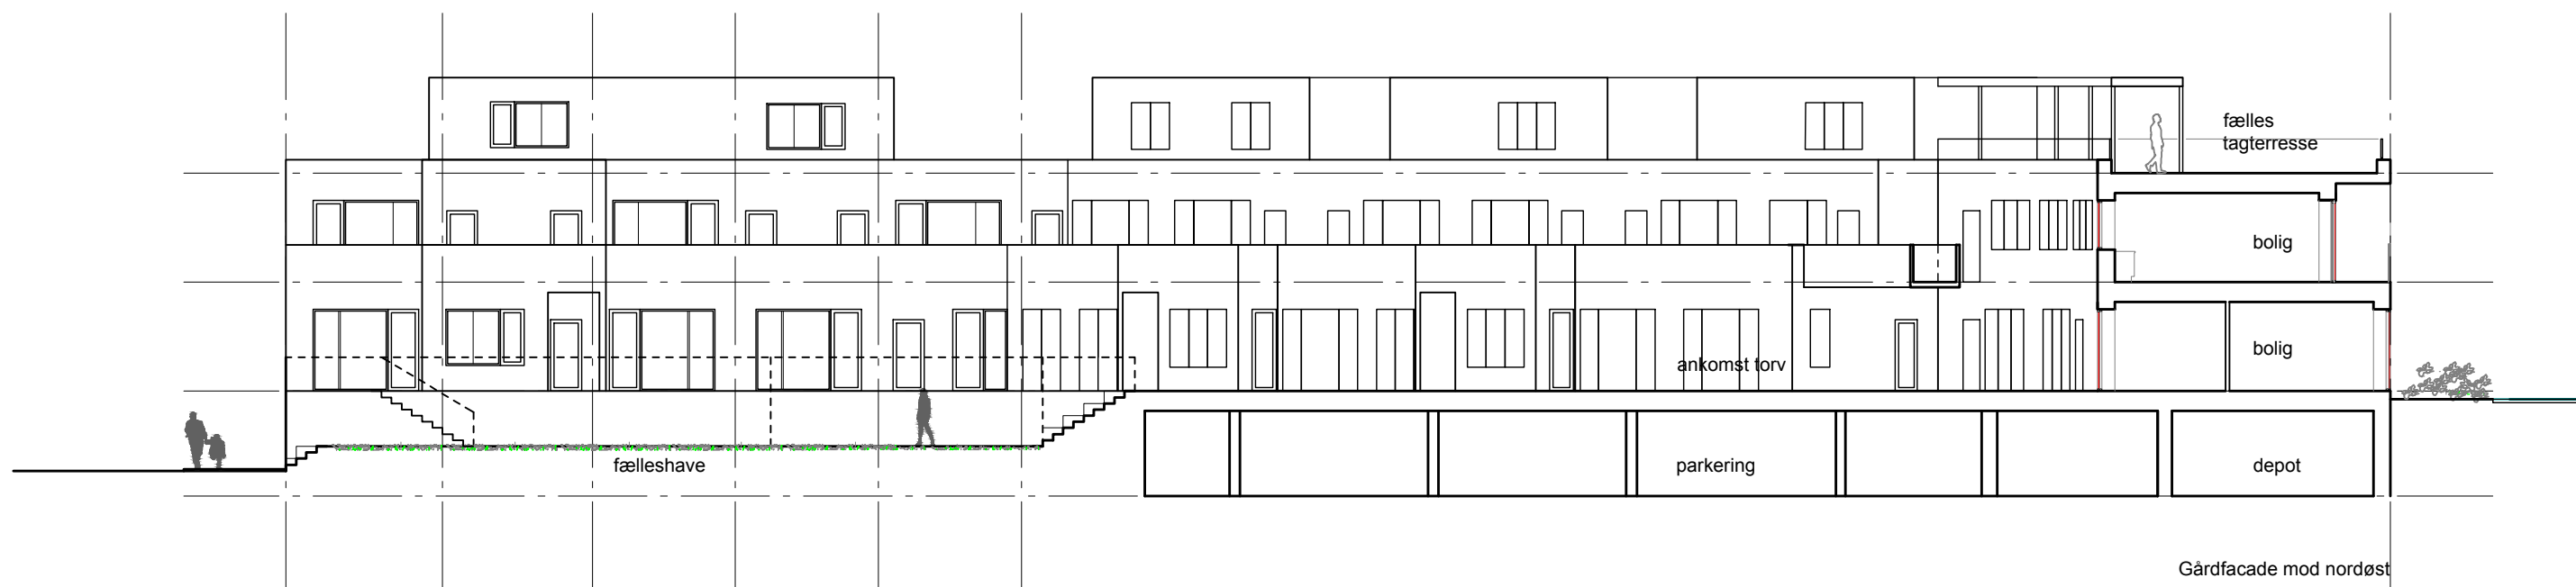 fælles
tagterresse
bolig
bolig
ankomst torv
fælleshave
parkering
depot
Gårdfacade mod nordøst